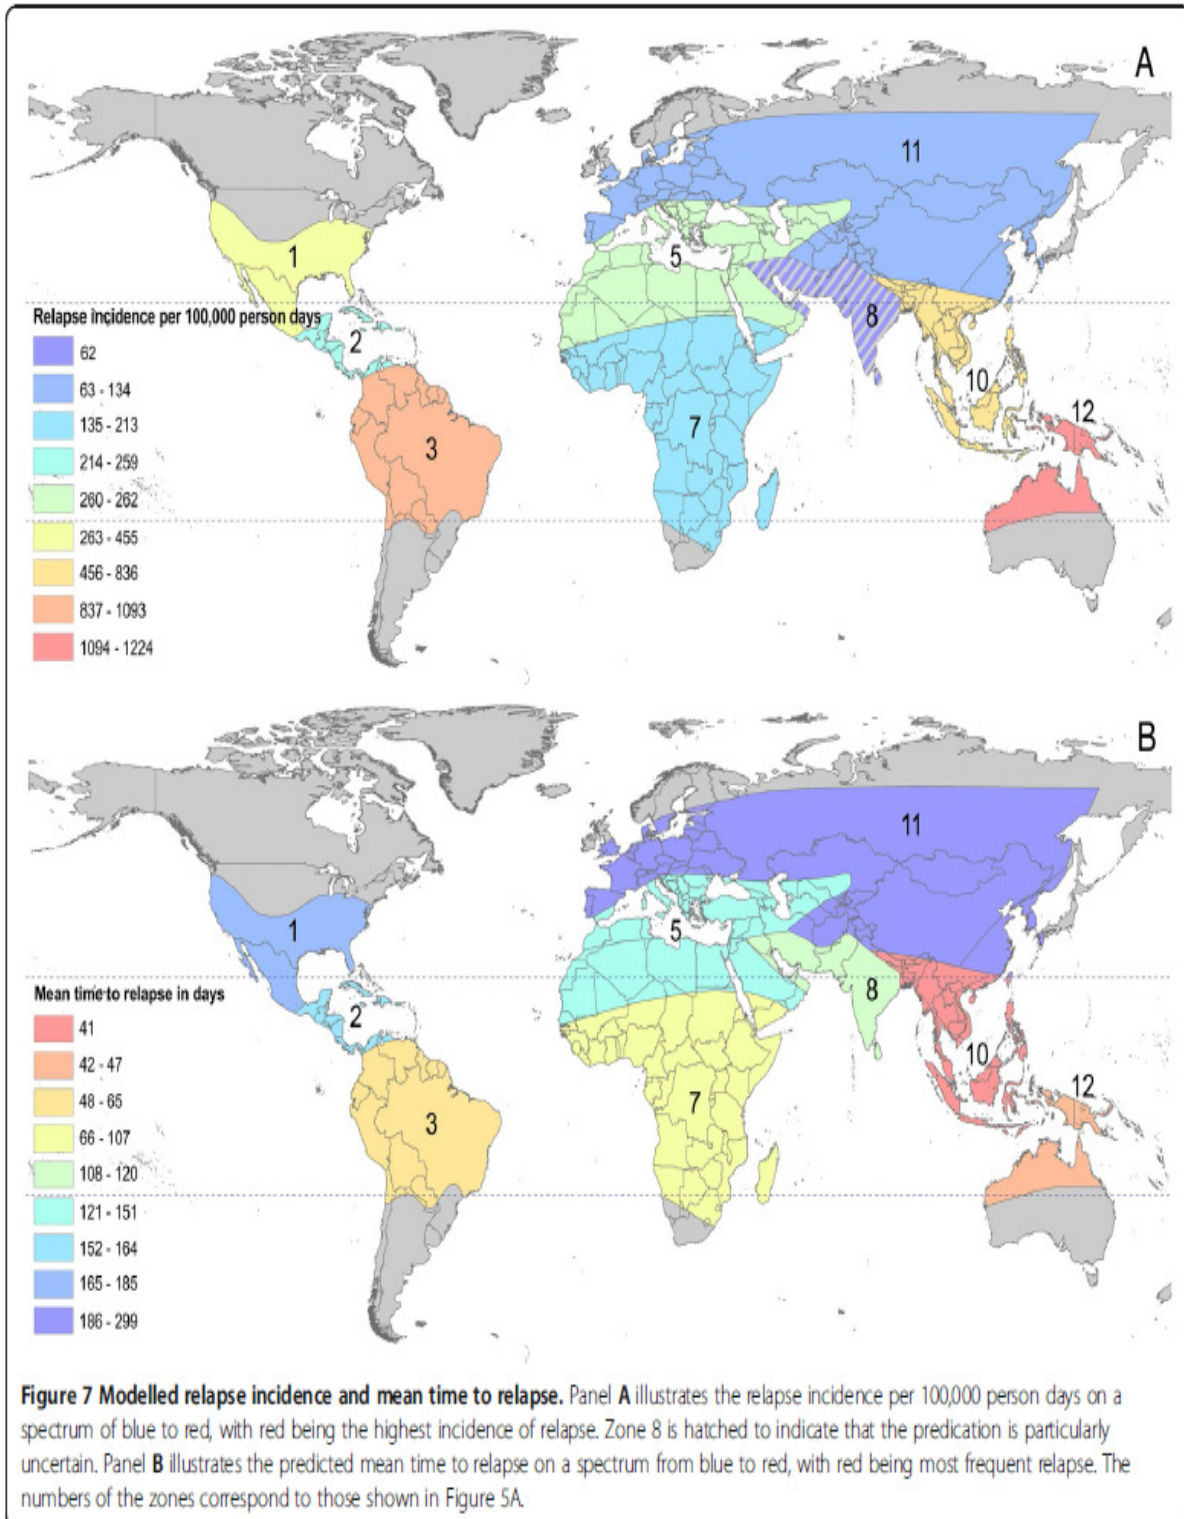 A
11
1
5
Relapse incidence per 100,000 person days
8
2
62
63 - 134
10
135 - 213
12
7
3
214 - 259
260 - 262
263 - 455
456 - 836
837 - 1093
1094 - 1224
B
11
1
5
Mean time to relapse in days
8
2
41
42 - 47
10
48 - 65
12
7
3
66 - 107
108 - 120
121 - 151
152 - 164
165 - 185
186 - 299
Figure 7 Modelled relapse incidence and mean time to relapse. Panel A illustrates the relapse incidence per 100,000 person days on a
spectrum of blue to red, with red being the highest incidence of relapse. Zone 8 is hatched to indicate that the predication is particularly
uncertain. Panel B illustrates the predicted mean time to relapse on a spectrum from blue to red, with red being most frequent relapse. The
numbers of the zones correspond to those shown in Figure 5A.